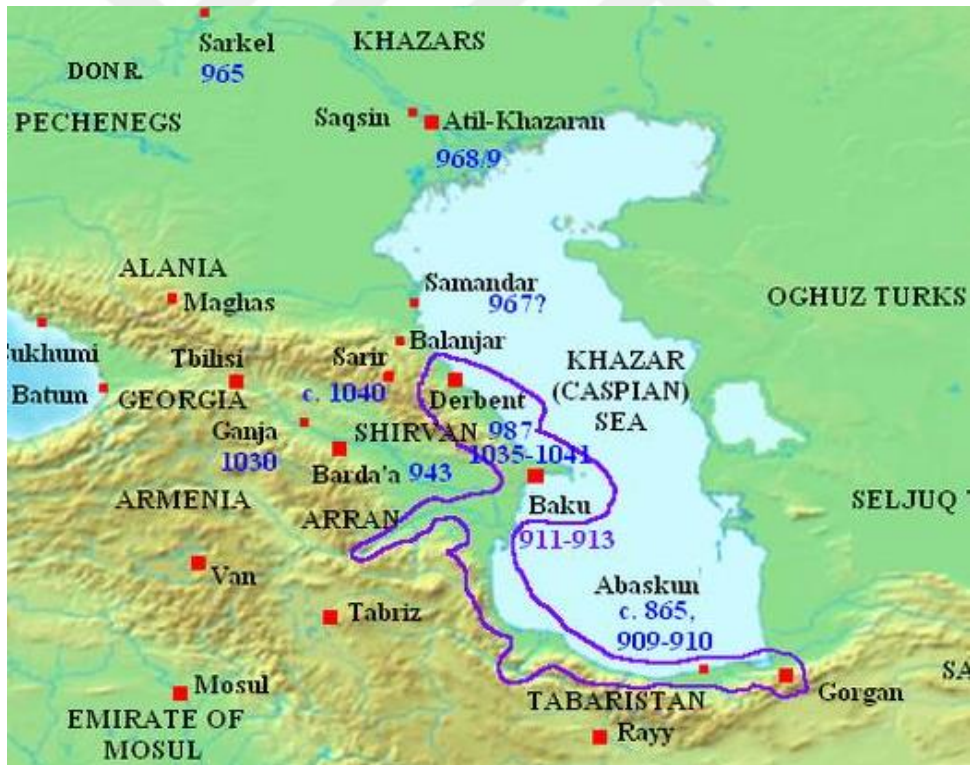 Sarkel
KHAZARS
965
DON R.
PECHENEGS
Saqsin
Atil-Khazaran
968/9
ALANIA
Maghas
Samandar
967?
OGHUZ TURKS
Sukhumi
Tbilisi
Sarir
Balanjar
KHAZAR
(CASPIAN)
SEA
Batum
GEORGIA
c. 1040
Derbent
Ganja
1030
SHIRVAN
987
1035-1041
Barda'a 943
Baku
911-913
ARMENIA
ARRAN
SELJUQ
Van
Tabriz
Abaskun
c. 865,
909-910
Mosul
EMIRATE OF
MOSUL
TABARISTAN
Rayy
Gorgan
SA